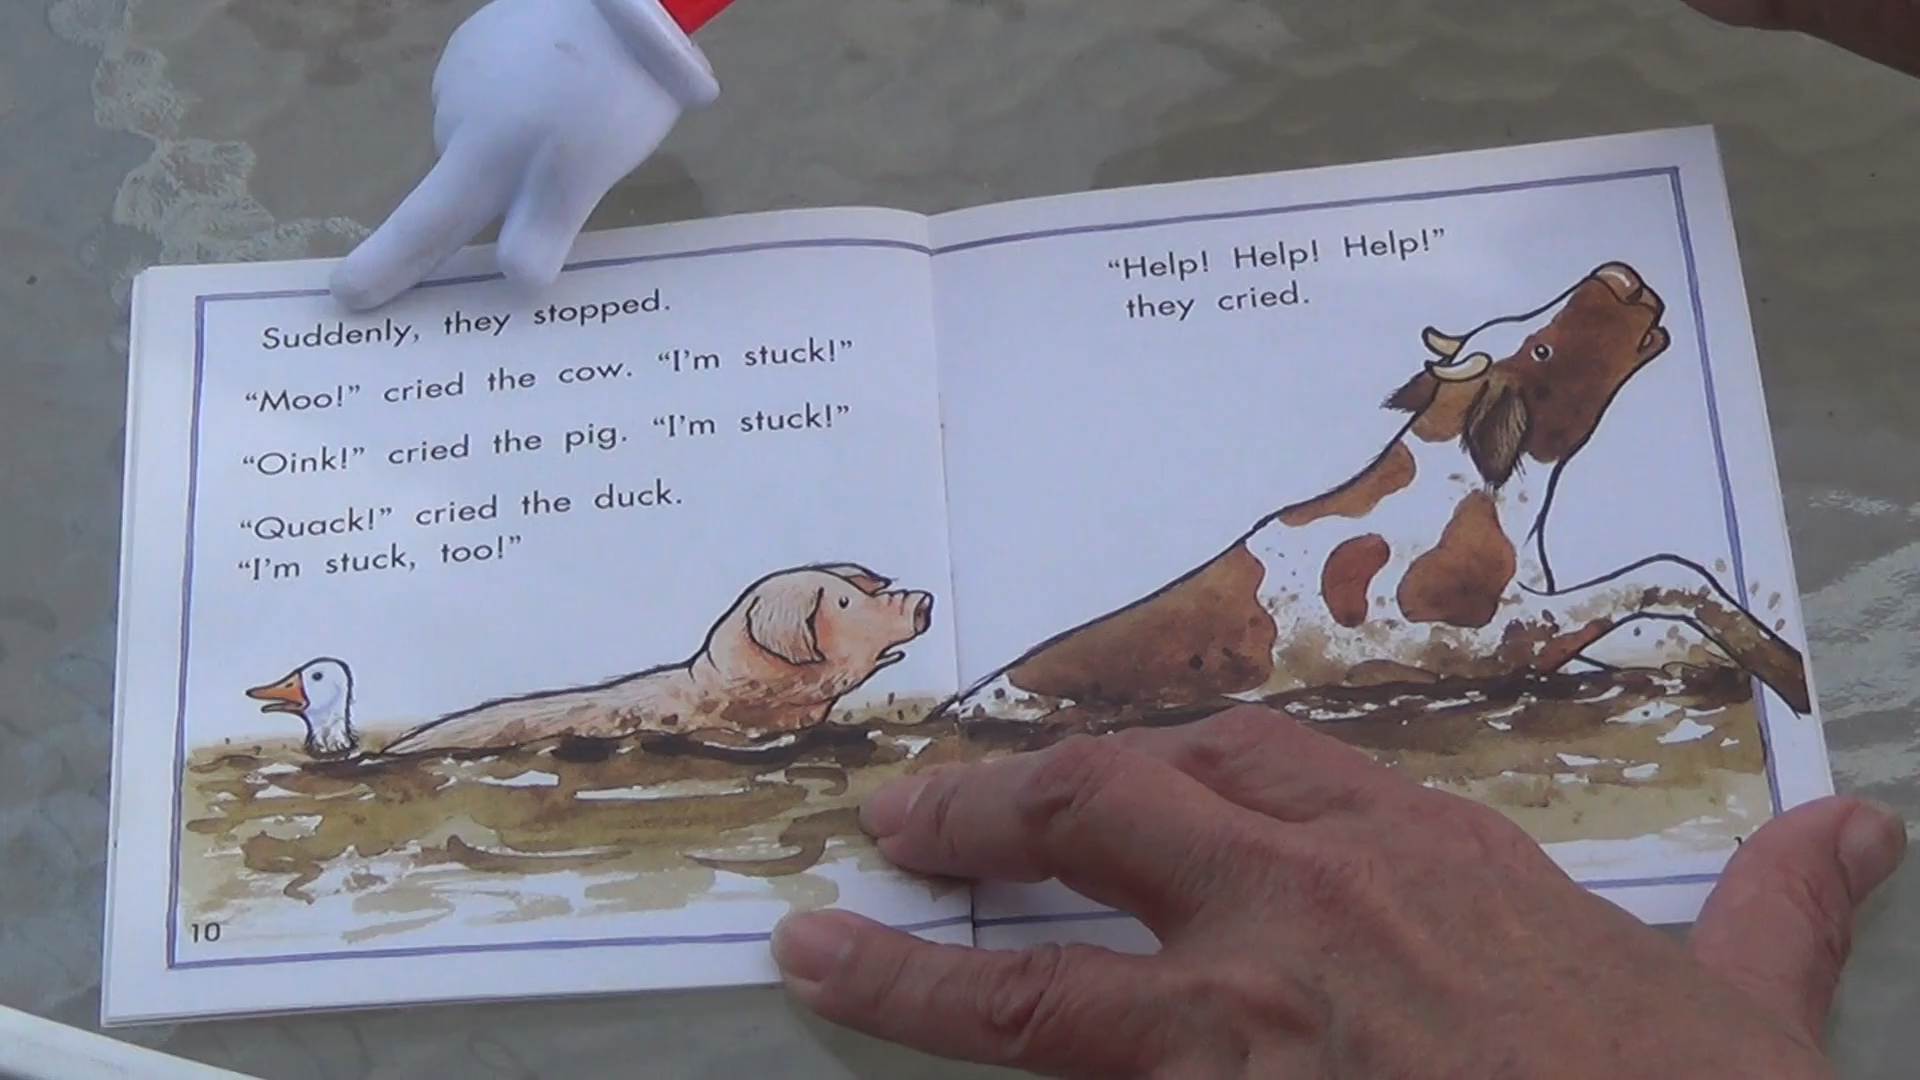 Suddenly, they stopped.
“Moo!” cried the cow. “I’m stuck!”
“Oink!” cried the pig. “I’m stuck!”
“Quack!” cried the duck.
“I’m stuck, too!”
10
“Help! Help! Help!”
they cried.